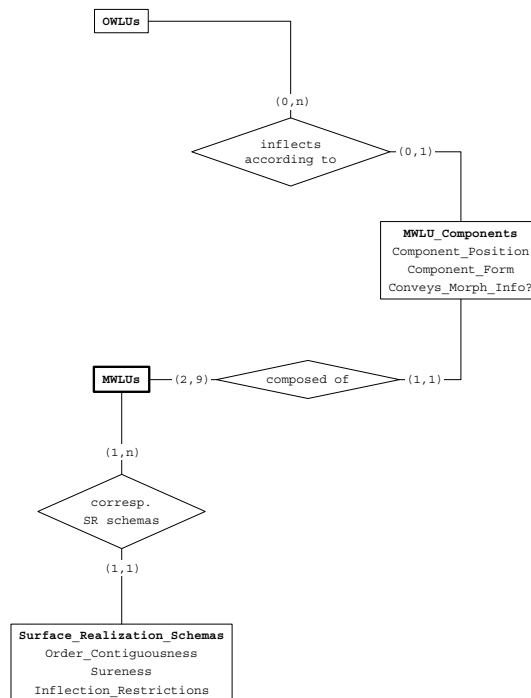 OWLUs
(0,n)
inflects
according to
(0,1)
MWLU_Components
Component_Position
Component_Form
Conveys_Morph_Info?
MWLUs
(2,9)
composed of
(1,1)
(1,n)
corresp.
SR schemas
(1,1)
Surface_Realization_Schemas
Order_Contiguousness
Sureness
Inflection_Restrictions